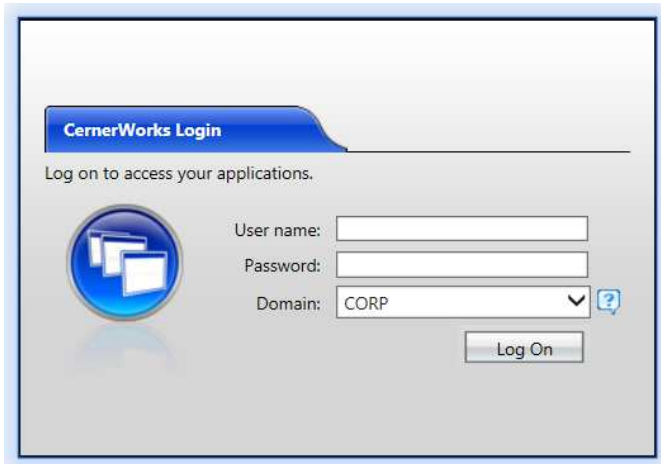 CernerWorks Login
Log on to access your applications.
User name:
Password:
Domain: CORP ?
Log On